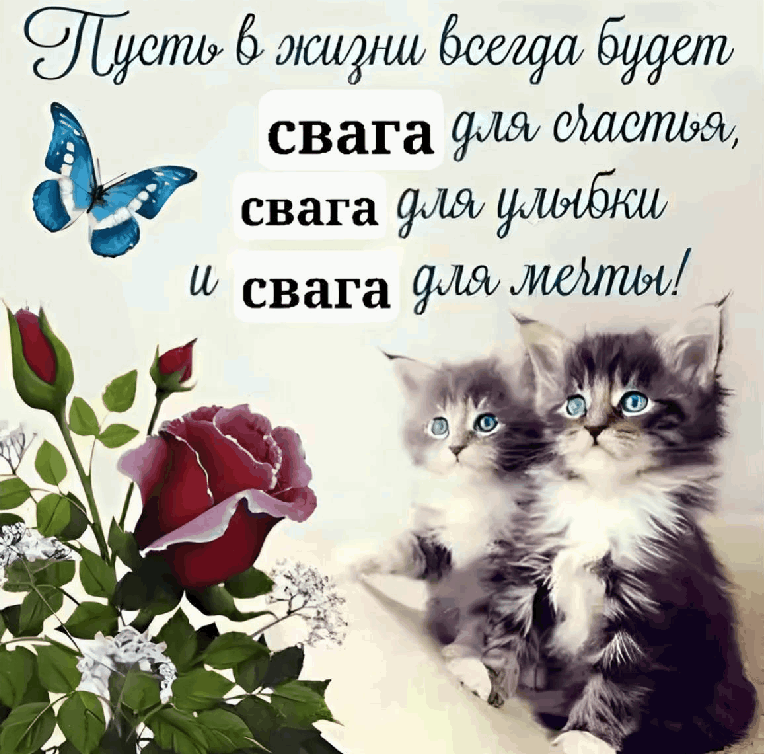 Пусть в жизни всегда будет
свага для счастья,
свага для улыбки
и свага для мечты!